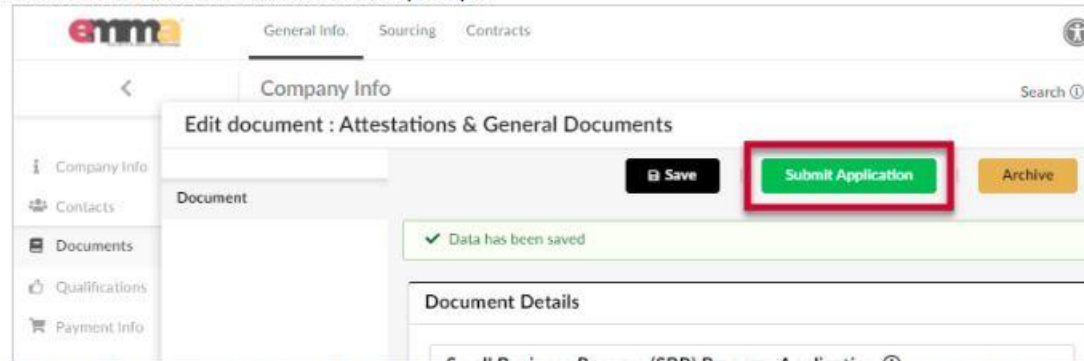 emma
General Info. Sourcing Contracts
Company Info
Search
Edit document : Attestations & General Documents
Company Info
Save Submit Application Archive
Document
Contacts
Data has been saved
Documents
Qualifications
Document Details
Payment Info